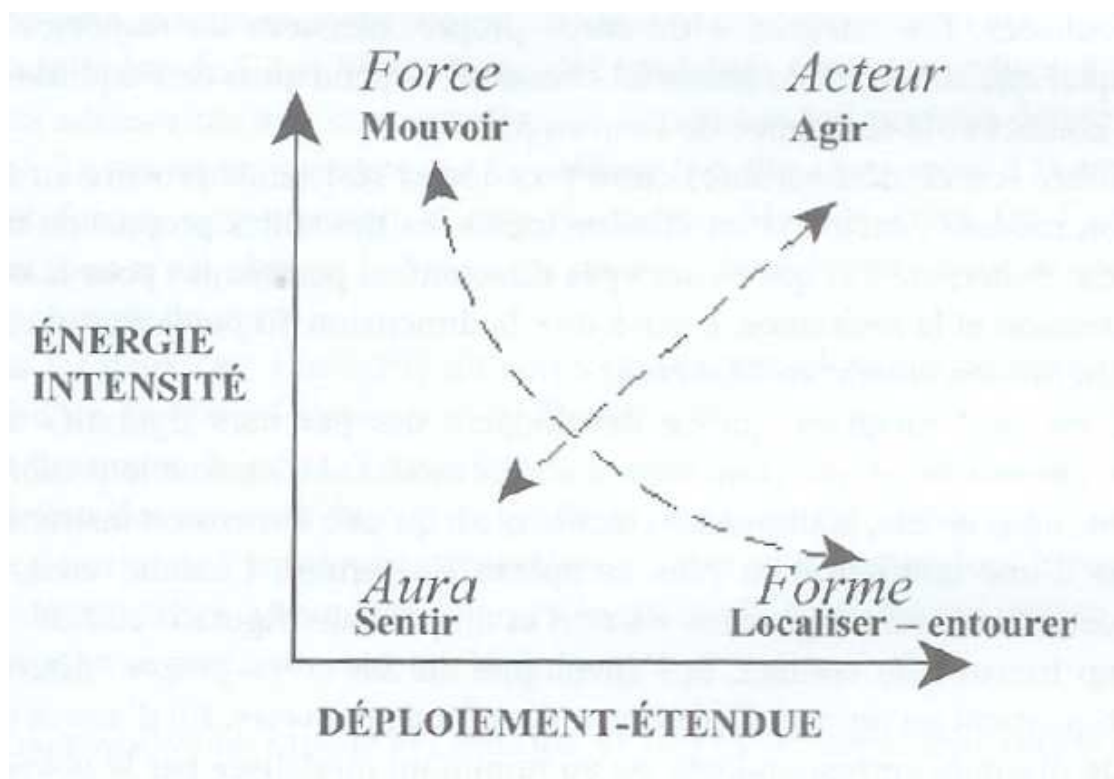 Force
Mouvoir
Acteur
Agir
ÉNERGIE
INTENSITÉ
Aura
Sentir
Forme
Localiser – entourer
DÉPLOIEMENT-ÉTENDUE